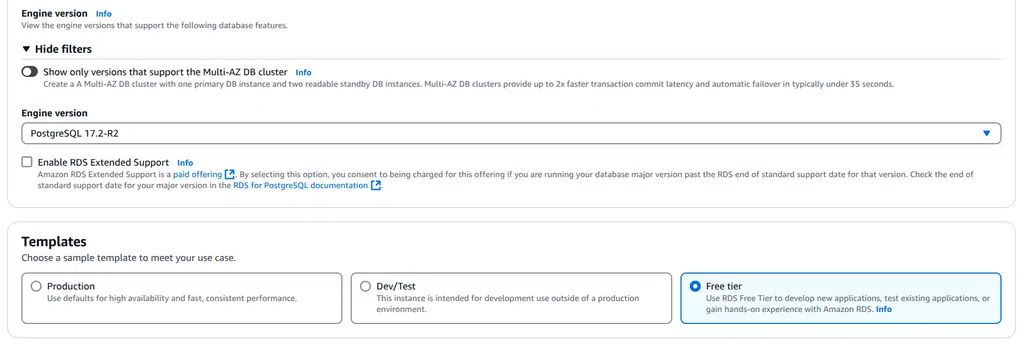 Engine version Info
View the engine versions that support the following database features.
Hide filters
Show only versions that support the Multi-AZ DB cluster Info
Create a A Multi-AZ DB cluster with one primary DB instance and two readable standby DB instances. Multi-AZ DB clusters provide up to 2x faster transaction commit latency and automatic failover in typically under 35 seconds.
Engine version
PostgreSQL 17.2-R2
Enable RDS Extended Support Info
Amazon RDS Extended Support is a paid offering. By selecting this option, you consent to being charged for this offering if you are running your database major version past the RDS end of standard support date for that version. Check the end of
standard support date for your major version in the RDS for PostgreSQL documentation.
Templates
Choose a sample template to meet your use case.
Production
Use defaults for high availability and fast, consistent performance.
Dev/Test
This instance is intended for development use outside of a production
environment.
Free tier
Use RDS Free Tier to develop new applications, test existing applications, or
gain hands-on experience with Amazon RDS. Info